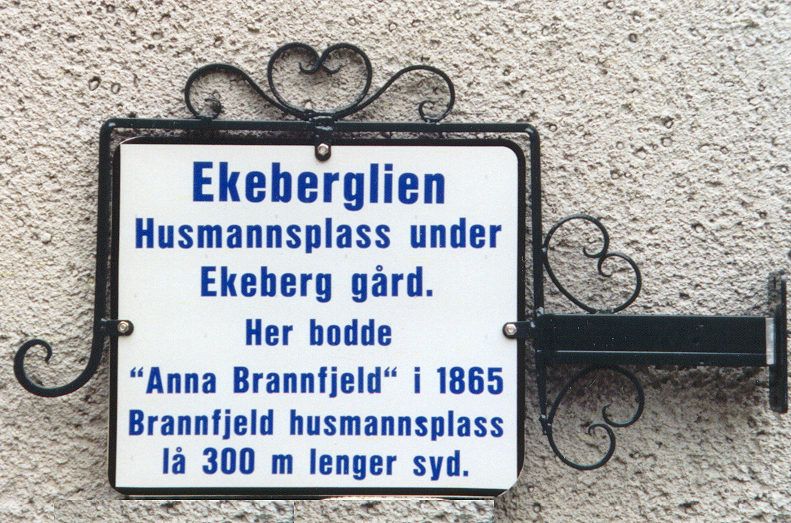 Ekeberglien
Husmannsplass under
Ekeberg gård.
Her bodde
“Anna Brannfjeld“ i 1865
Brannfjeld husmannsplass
lå 300 m lenger syd.